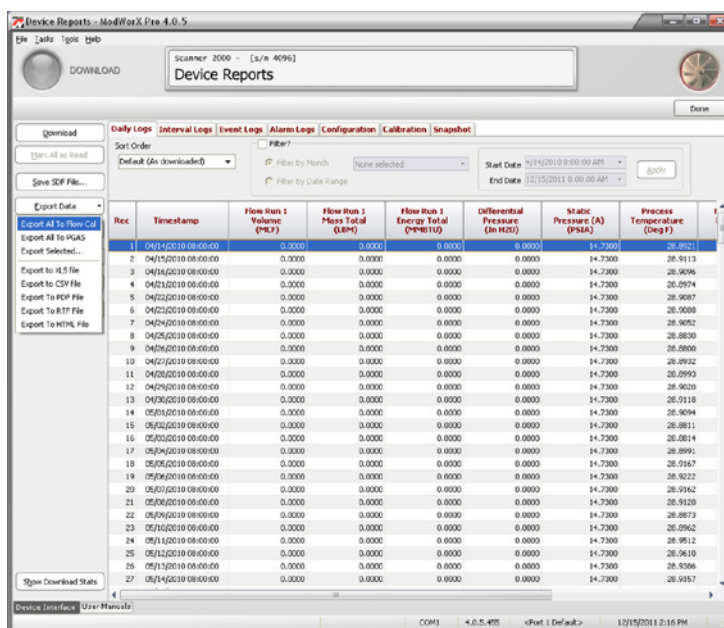 Device Reports - ModWorX Pro 4.0.5
File Tasks Tools Help
DOWNLOAD
Scanner 2000 - [s/n 4096]
Device Reports
Done
Download
Mark All as Read
Save SDF File...
Export Data
Export All To Flow-Cal
Export All To PGAS
Export Selected...
Export to XLS file
Export to CSV file
Export To PDF File
Export To RTF File
Export To HTML File
Show Download Stats
Daily Logs Interval Logs Event Logs Alarm Logs Configuration Calibration Snapshot
Sort Order
Default (As downloaded)
Filter?
Filter by Month None selected
Filter by Date Range
Start Date 4/14/2010 8:00:00 AM
End Date 12/15/2011 8:00:00 AM
Apply
Rec Timestamp Flow Run 1 Volume (MCF) Flow Run 1 Mass Total (LBM) Flow Run 1 Energy Total (MMBTU) Differential Pressure (In H2O) Static Pressure (A) (PSIA) Process Temperature (Deg F)
1 04/14/2010 08:00:00 0.0000 0.0000 0.0000 0.0000 14.7300 28.8921
2 04/15/2010 08:00:00 0.0000 0.0000 0.0000 0.0000 14.7300 28.9113
3 04/16/2010 08:00:00 0.0000 0.0000 0.0000 0.0000 14.7300 28.9096
4 04/21/2010 08:00:00 0.0000 0.0000 0.0000 0.0000 14.7300 28.8974
5 04/22/2010 08:00:00 0.0000 0.0000 0.0000 0.0000 14.7300 28.9087
6 04/23/2010 08:00:00 0.0000 0.0000 0.0000 0.0000 14.7300 28.9088
7 04/24/2010 08:00:00 0.0000 0.0000 0.0000 0.0000 14.7300 28.9052
8 04/25/2010 08:00:00 0.0000 0.0000 0.0000 0.0000 14.7300 28.8830
9 04/26/2010 08:00:00 0.0000 0.0000 0.0000 0.0000 14.7300 28.8800
10 04/27/2010 08:00:00 0.0000 0.0000 0.0000 0.0000 14.7300 28.8932
11 04/28/2010 08:00:00 0.0000 0.0000 0.0000 0.0000 14.7300 28.8993
12 04/29/2010 08:00:00 0.0000 0.0000 0.0000 0.0000 14.7300 28.9020
13 04/30/2010 08:00:00 0.0000 0.0000 0.0000 0.0000 14.7300 28.9118
14 05/01/2010 08:00:00 0.0000 0.0000 0.0000 0.0000 14.7300 28.9094
15 05/02/2010 08:00:00 0.0000 0.0000 0.0000 0.0000 14.7300 28.8811
16 05/03/2010 08:00:00 0.0000 0.0000 0.0000 0.0000 14.7300 28.8814
17 05/04/2010 08:00:00 0.0000 0.0000 0.0000 0.0000 14.7300 28.8991
18 05/05/2010 08:00:00 0.0000 0.0000 0.0000 0.0000 14.7300 28.9167
19 05/06/2010 08:00:00 0.0000 0.0000 0.0000 0.0000 14.7300 28.9222
20 05/07/2010 08:00:00 0.0000 0.0000 0.0000 0.0000 14.7300 28.9162
21 05/08/2010 08:00:00 0.0000 0.0000 0.0000 0.0000 14.7300 28.9120
22 05/09/2010 08:00:00 0.0000 0.0000 0.0000 0.0000 14.7300 28.8873
23 05/10/2010 08:00:00 0.0000 0.0000 0.0000 0.0000 14.7300 28.8962
24 05/11/2010 08:00:00 0.0000 0.0000 0.0000 0.0000 14.7300 28.9512
25 05/12/2010 08:00:00 0.0000 0.0000 0.0000 0.0000 14.7300 28.9610
26 05/13/2010 08:00:00 0.0000 0.0000 0.0000 0.0000 14.7300 28.9386
27 05/14/2010 08:00:00 0.0000 0.0000 0.0000 0.0000 14.7300 28.9157
Device Interface User Manuals
COM1 4.0.5.455 <Port 1 Default> 12/15/2011 2:16 PM